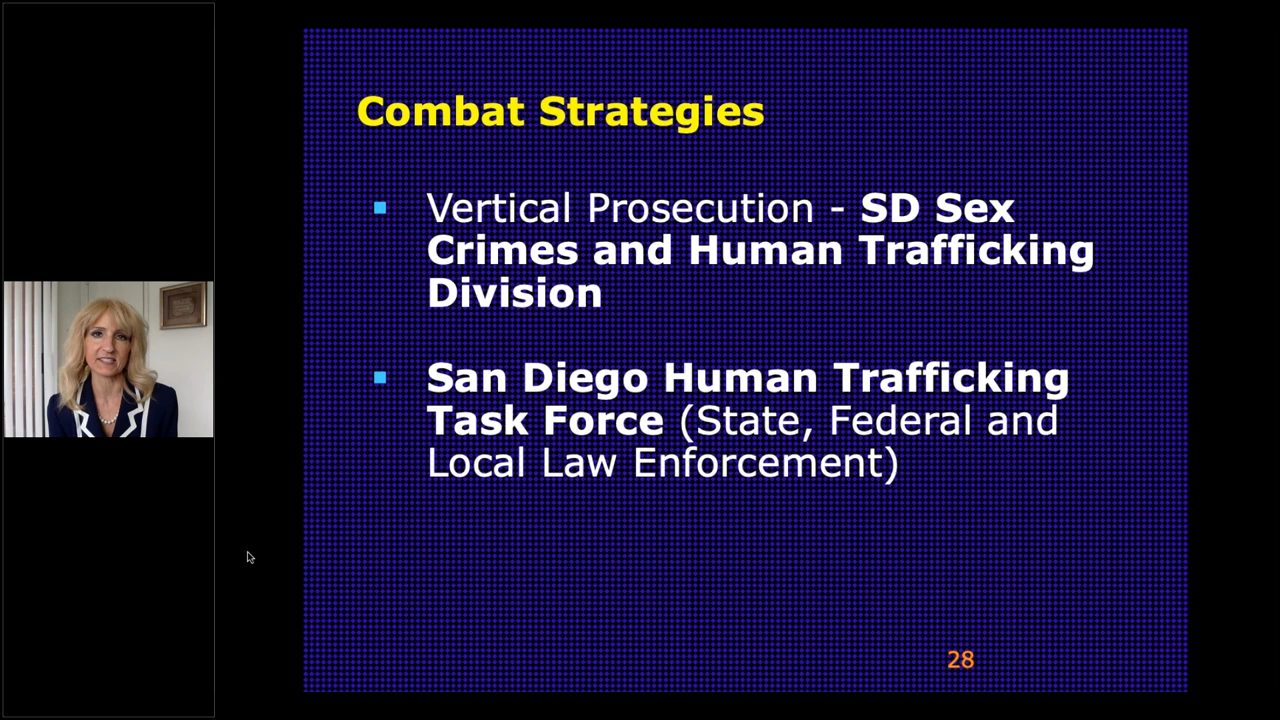 Combat Strategies
Vertical Prosecution - SD Sex
Crimes and Human Trafficking
Division
San Diego Human Trafficking
Task Force (State, Federal and
Local Law Enforcement)
28